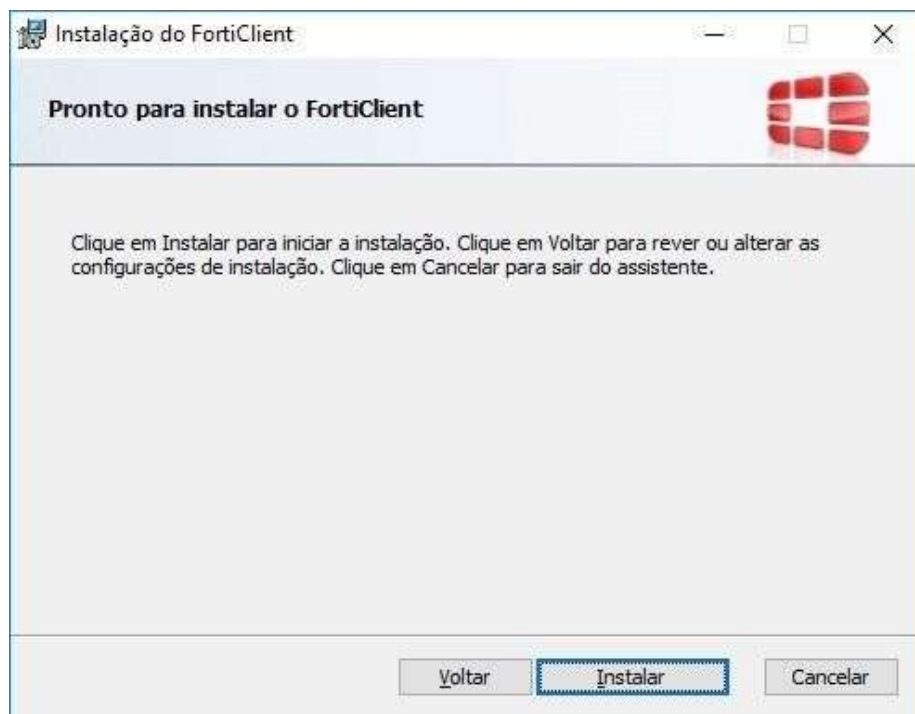 Instalação do FortiClient
Pronto para instalar o FortiClient
Clique em Instalar para iniciar a instalação. Clique em Voltar para rever ou alterar as
configurações de instalação. Clique em Cancelar para sair do assistente.
Voltar Instalar Cancelar